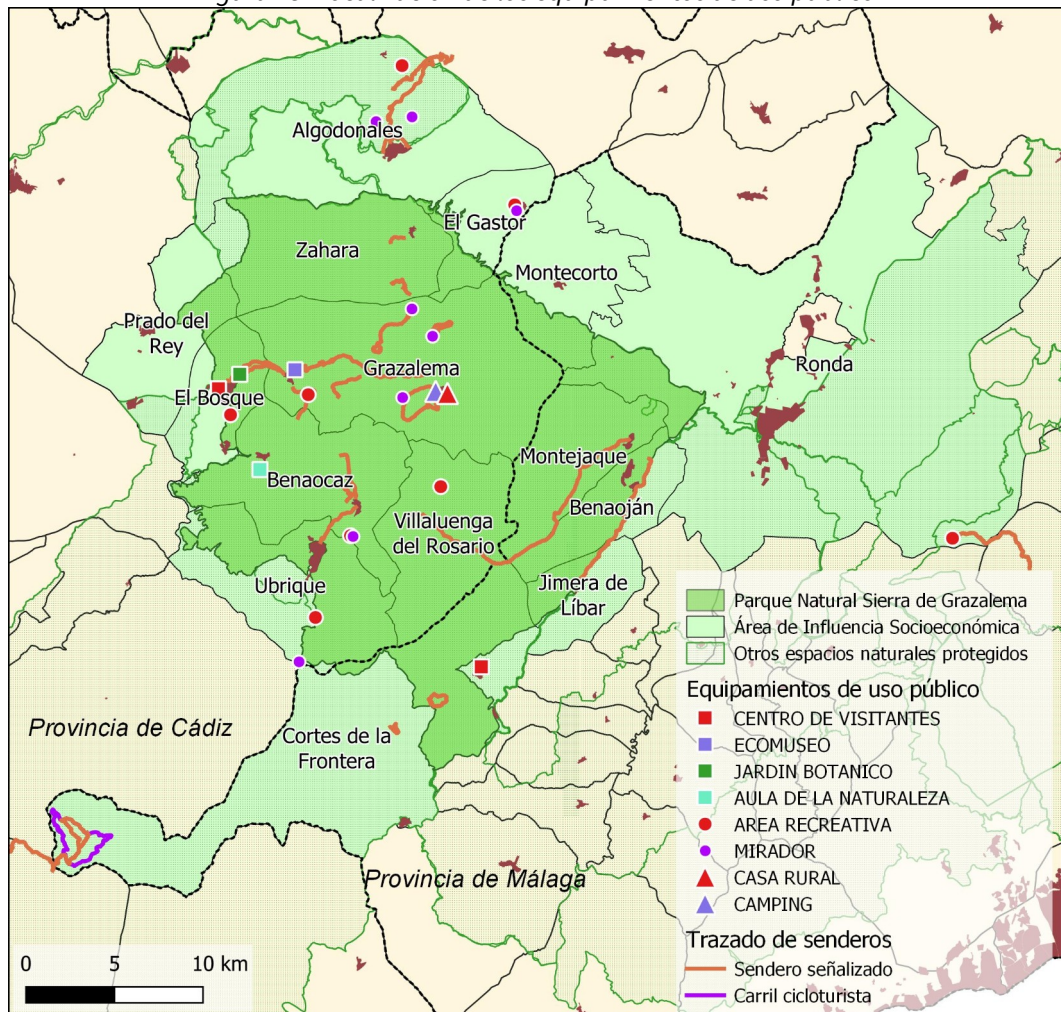 Algodonales
El Gastor
Zahara
Montecorto
Prado del
Rey
Ronda
Grazalema
El Bosque
Montejaque
Benaocaz
Benaoján
Villaluenga
del Rosario
Ubrique
Jimera de
Líbar
Cortes de la
Frontera
Provincia de Cádiz
Provincia de Málaga
Parque Natural Sierra de Grazalema
Área de Influencia Socioeconómica
Otros espacios naturales protegidos
Equipamientos de uso público
CENTRO DE VISITANTES
ECOMUSEO
JARDIN BOTANICO
AULA DE LA NATURALEZA
AREA RECREATIVA
MIRADOR
CASA RURAL
CAMPING
Trazado de senderos
Sendero señalizado
Carril cicloturista
0 5 10 km